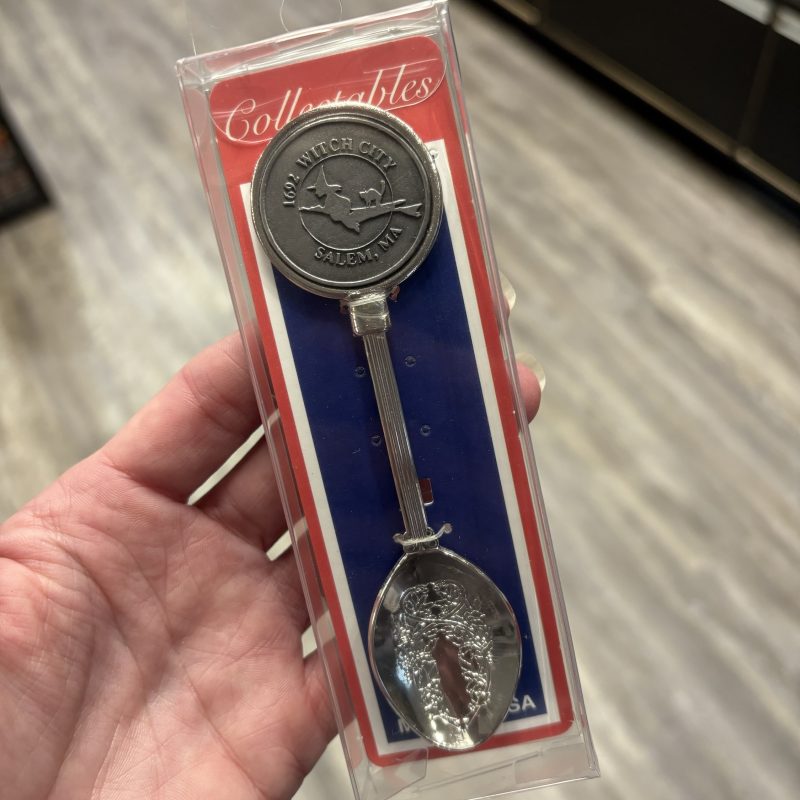 Collectables
1692 WITCH CITY
SALEM, MA